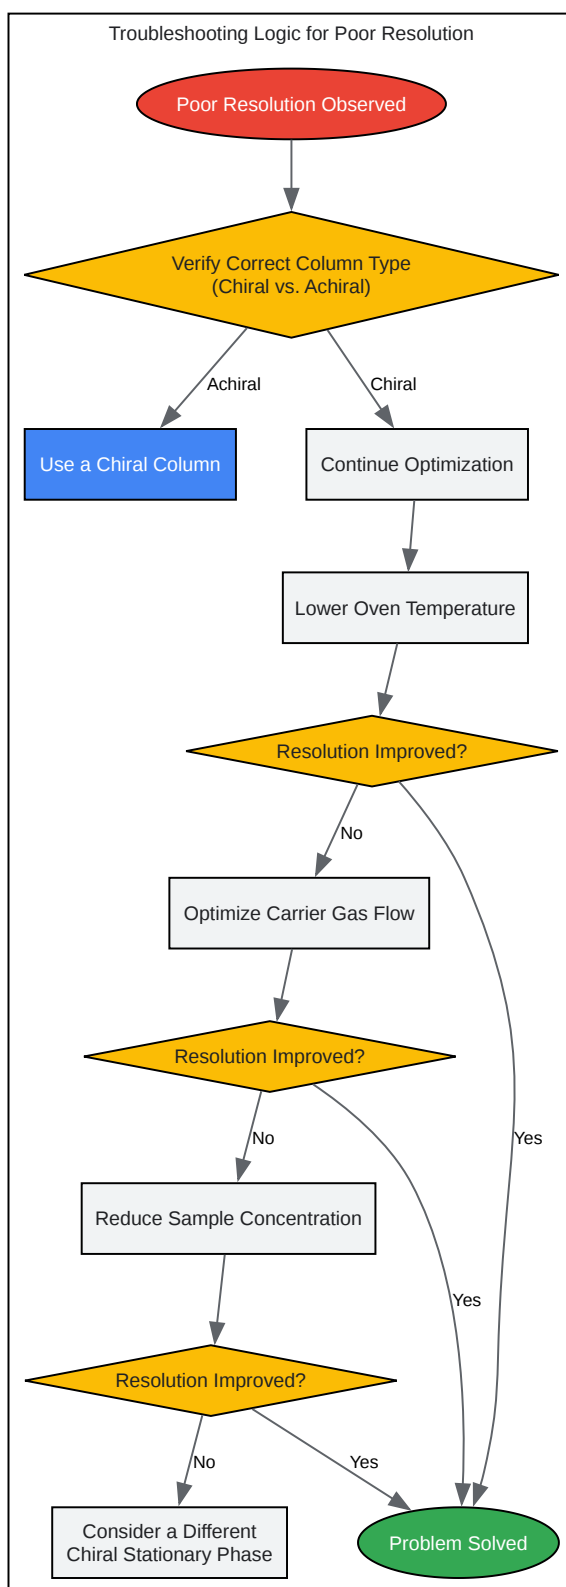 Troubleshooting Logic for Poor Resolution
Poor Resolution Observed
Verify Correct Column Type
(Chiral vs. Achiral)
Achiral
Chiral
Use a Chiral Column
Continue Optimization
Lower Oven Temperature
Resolution Improved?
No
Optimize Carrier Gas Flow
Resolution Improved?
Yes
No
Reduce Sample Concentration
Yes
Resolution Improved?
No
Yes
Consider a Different
Chiral Stationary Phase
Problem Solved